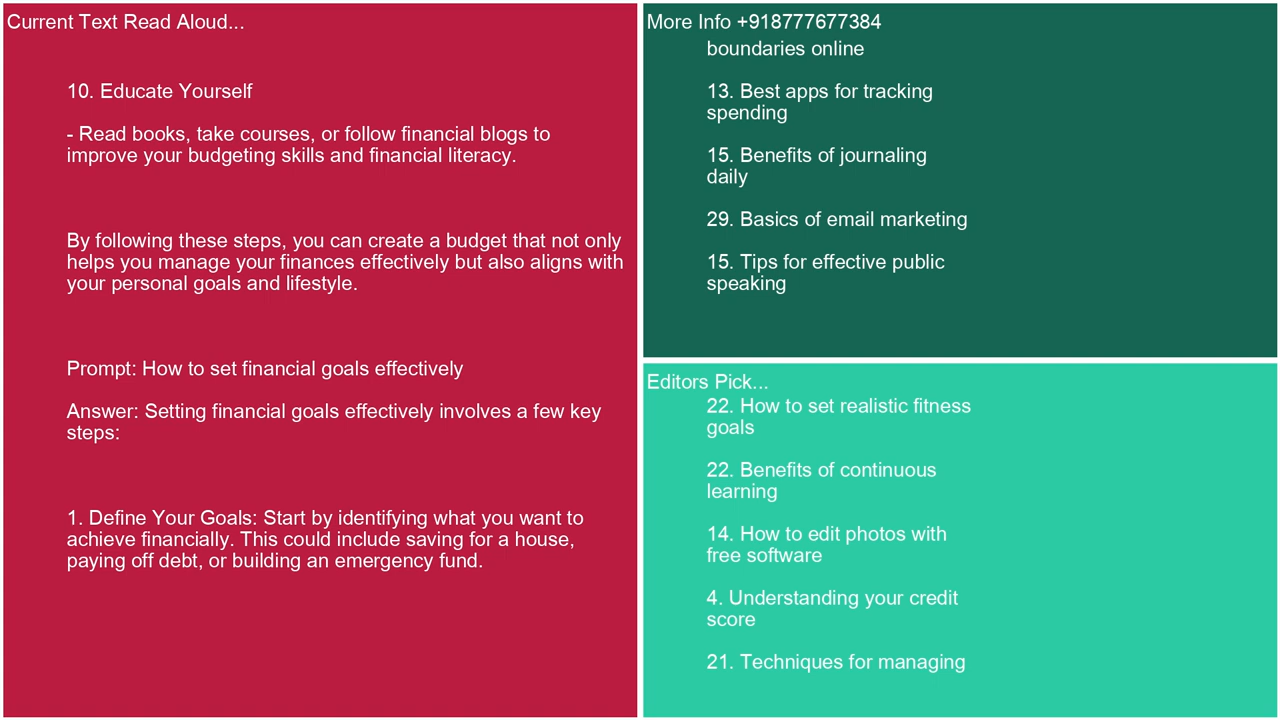 Current Text Read Aloud...
10. Educate Yourself
- Read books, take courses, or follow financial blogs to
improve your budgeting skills and financial literacy.
By following these steps, you can create a budget that not only
helps you manage your finances effectively but also aligns with
your personal goals and lifestyle.
Prompt: How to set financial goals effectively
Answer: Setting financial goals effectively involves a few key
steps:
1. Define Your Goals: Start by identifying what you want to
achieve financially. This could include saving for a house,
paying off debt, or building an emergency fund.
More Info +918777677384
boundaries online
13. Best apps for tracking
spending
15. Benefits of journaling
daily
29. Basics of email marketing
15. Tips for effective public
speaking
Editors Pick...
22. How to set realistic fitness
goals
22. Benefits of continuous
learning
14. How to edit photos with
free software
4. Understanding your credit
score
21. Techniques for managing